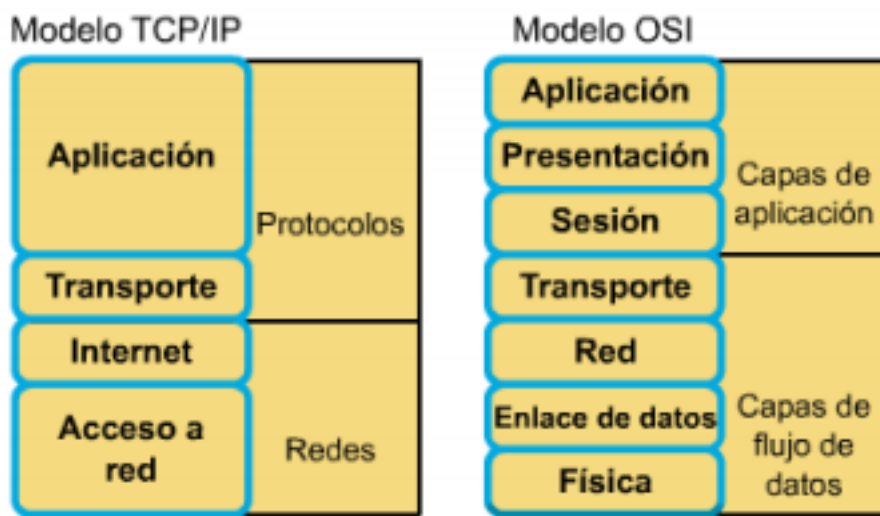 Modelo TCP/IP
Aplicación
Transporte
Internet
Acceso a
red
Protocolos
Redes
Modelo OSI
Aplicación
Presentación
Sesión
Transporte
Red
Enlace de datos
Física
Capas de
aplicación
Capas de
flujo de
datos